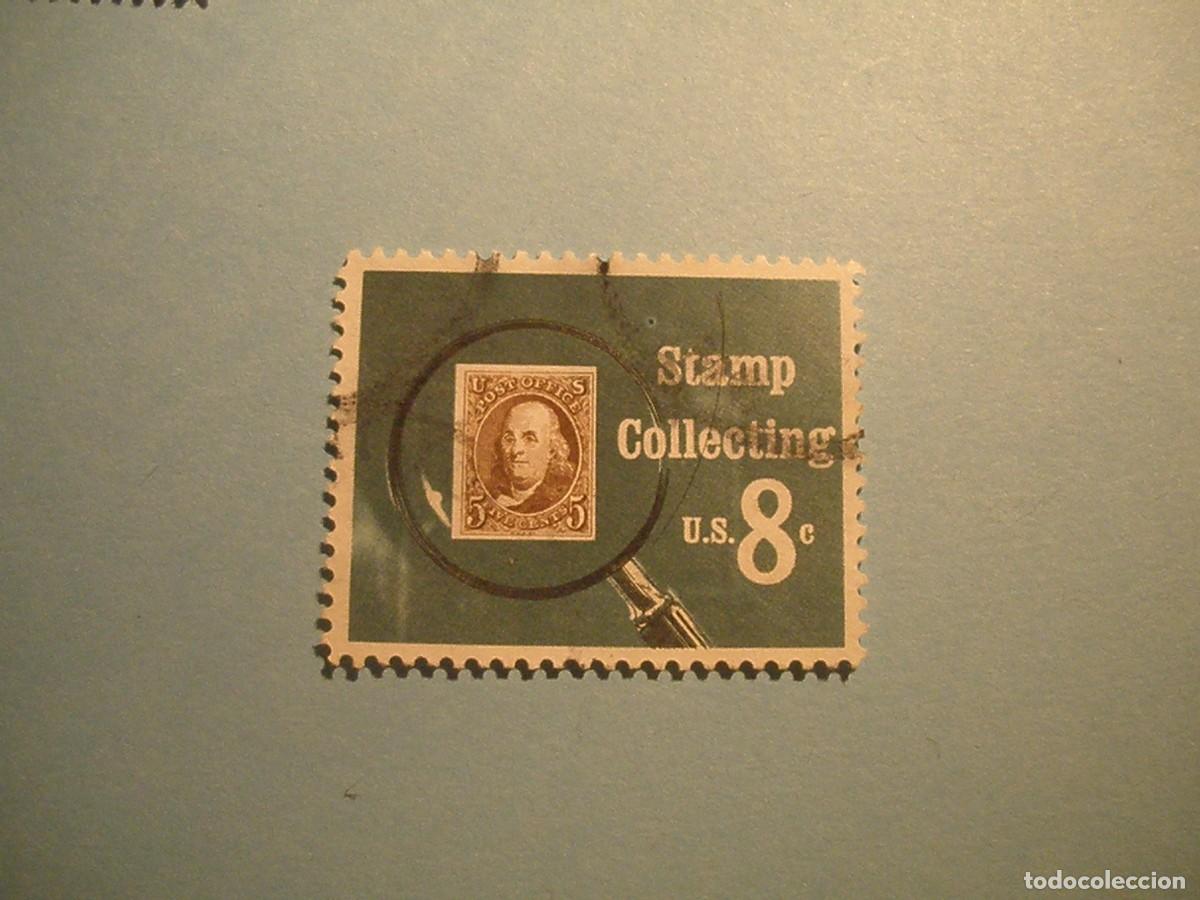 Stamp
Collecting
U.S. 8c
U S
POST OFFICE
5 FIVE CENTS 5
todocoleccion